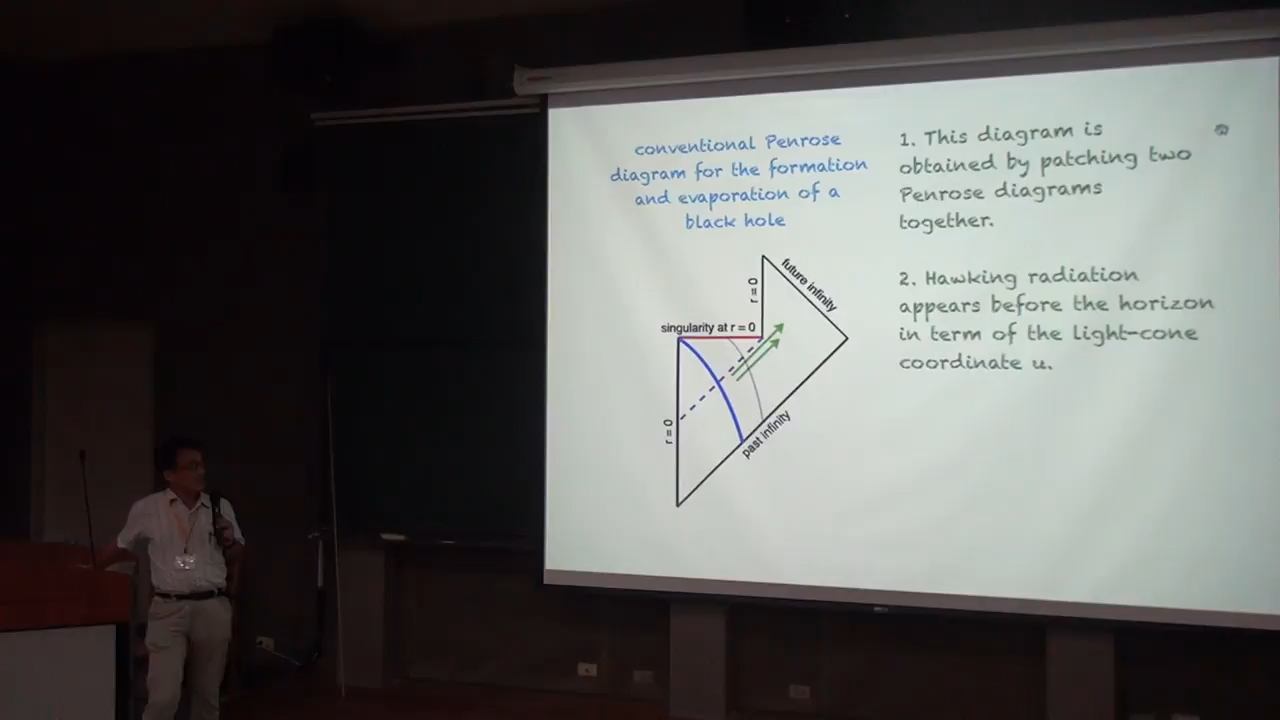 conventional Penrose
diagram for the formation
and evaporation of a
black hole
1. This diagram is
obtained by patching two
Penrose diagrams
together.
2. Hawking radiation
appears before the horizon
in term of the light-cone
coordinate u.
r = 0
future infinity
singularity at r = 0
r = 0
past infinity